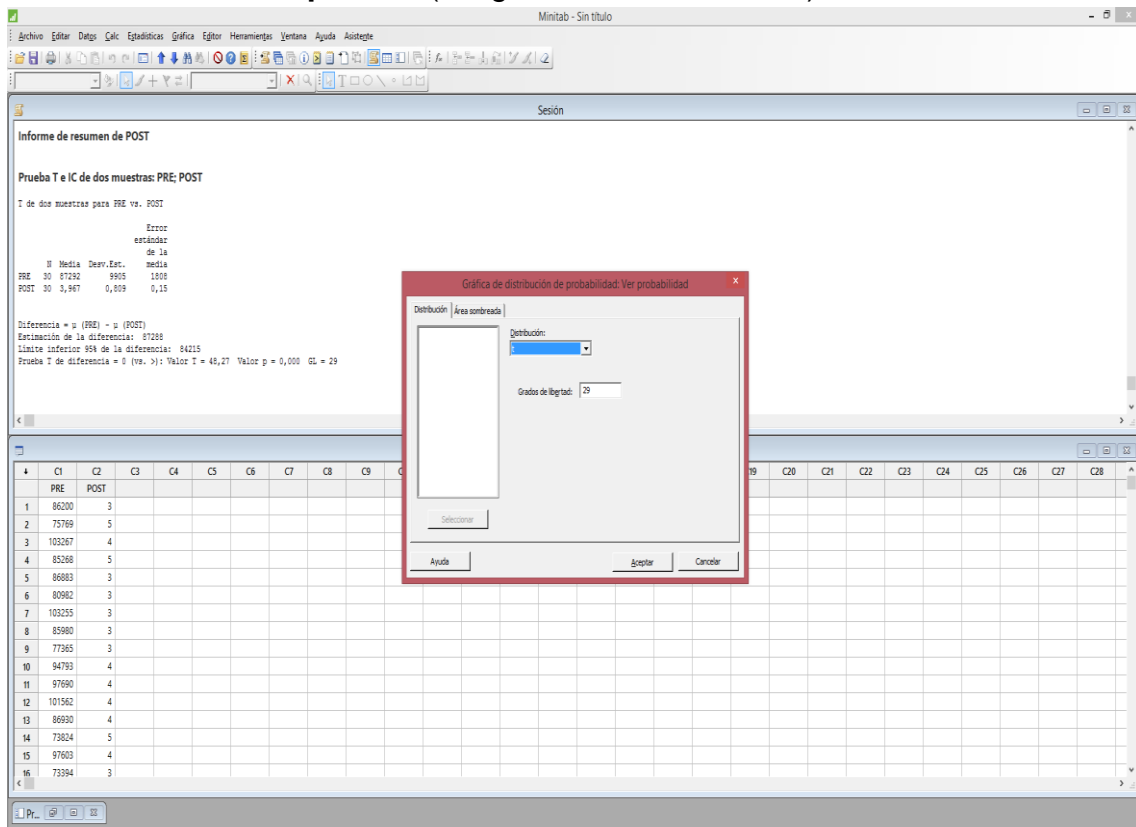 Minitab - Sin título
Archivo Editar Datos Calc Estadísticas Gráfica Editor Herramientas Ventana Ayuda Asistente
Sesión
Informe de resumen de POST
Prueba T e IC de dos muestras: PRE; POST
T de dos muestras para PRE vs. POST
Error
estándar
de la
N Media Desv.Est. media
PRE 30 87292 9905 1808
POST 30 3,967 0,809 0,15
Diferencia = μ (PRE) - μ (POST)
Estimación de la diferencia: 87288
Límite inferior 95% de la diferencia: 84215
Prueba T de diferencia = 0 (vs. >): Valor T = 48,27 Valor p = 0,000 GL = 29
Gráfica de distribución de probabilidad: Ver probabilidad
Distribución Área sombreada
Distribución:
t
Grados de libertad: 29
Seleccionar
Ayuda Aceptar Cancelar
C1 C2 C3 C4 C5 C6 C7 C8 C9 C 19 C20 C21 C22 C23 C24 C25 C26 C27 C28
PRE POST
1 86200 3
2 75769 5
3 103267 4
4 85268 5
5 86883 3
6 80982 3
7 103255 3
8 85980 3
9 77365 3
10 94793 4
11 97690 4
12 101562 4
13 86930 4
14 73824 5
15 97603 4
16 73394 3
Pr...